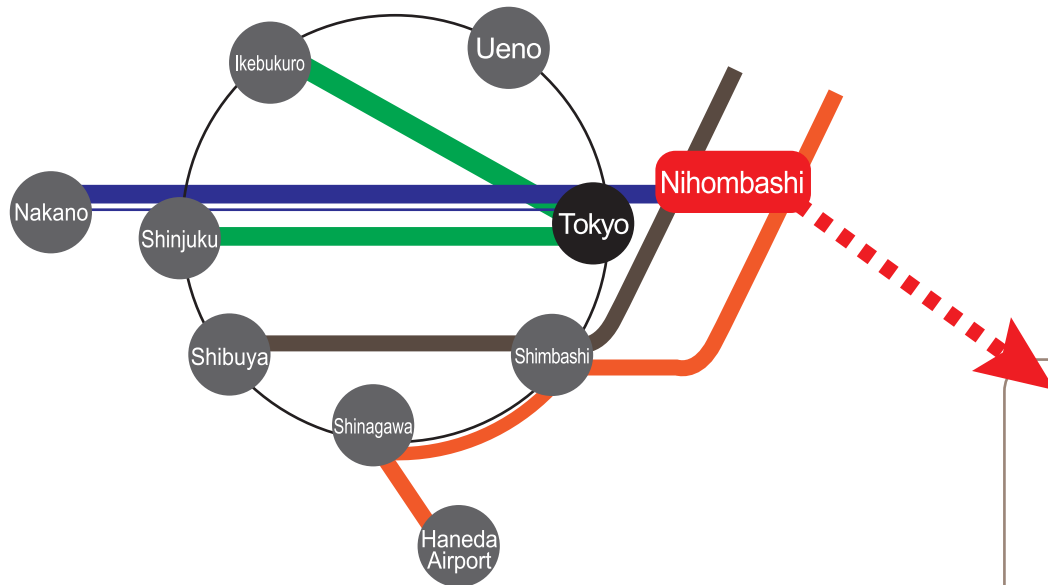 Ueno
Ikebukuro
Nihombashi
Nakano
Tokyo
Shinjuku
Shibuya
Shimbashi
Shinagawa
Haneda
Airport